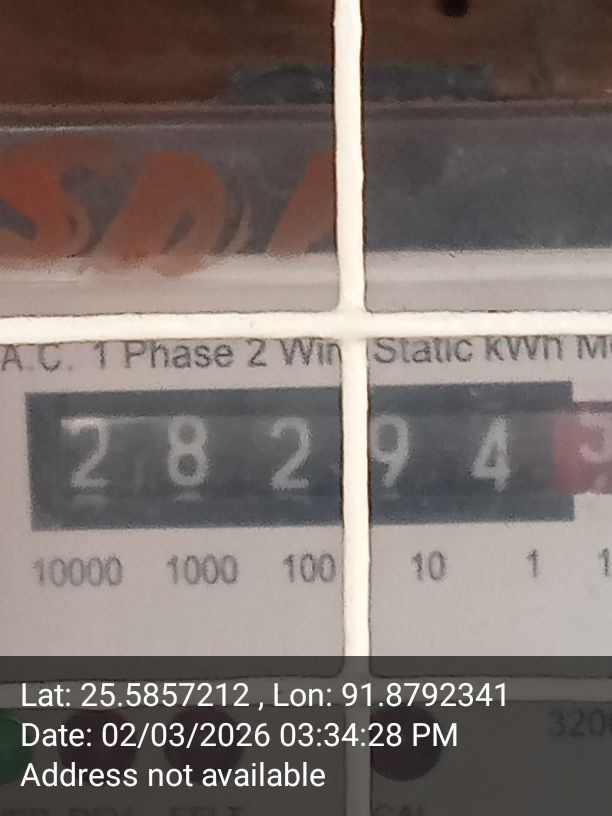 A.C. 1 Phase 2 Wire Static kWh
2 8 2 9 4
10000 1000 100 10 1
Lat: 25.5857212 , Lon: 91.8792341
Date: 02/03/2026 03:34:28 PM
Address not available